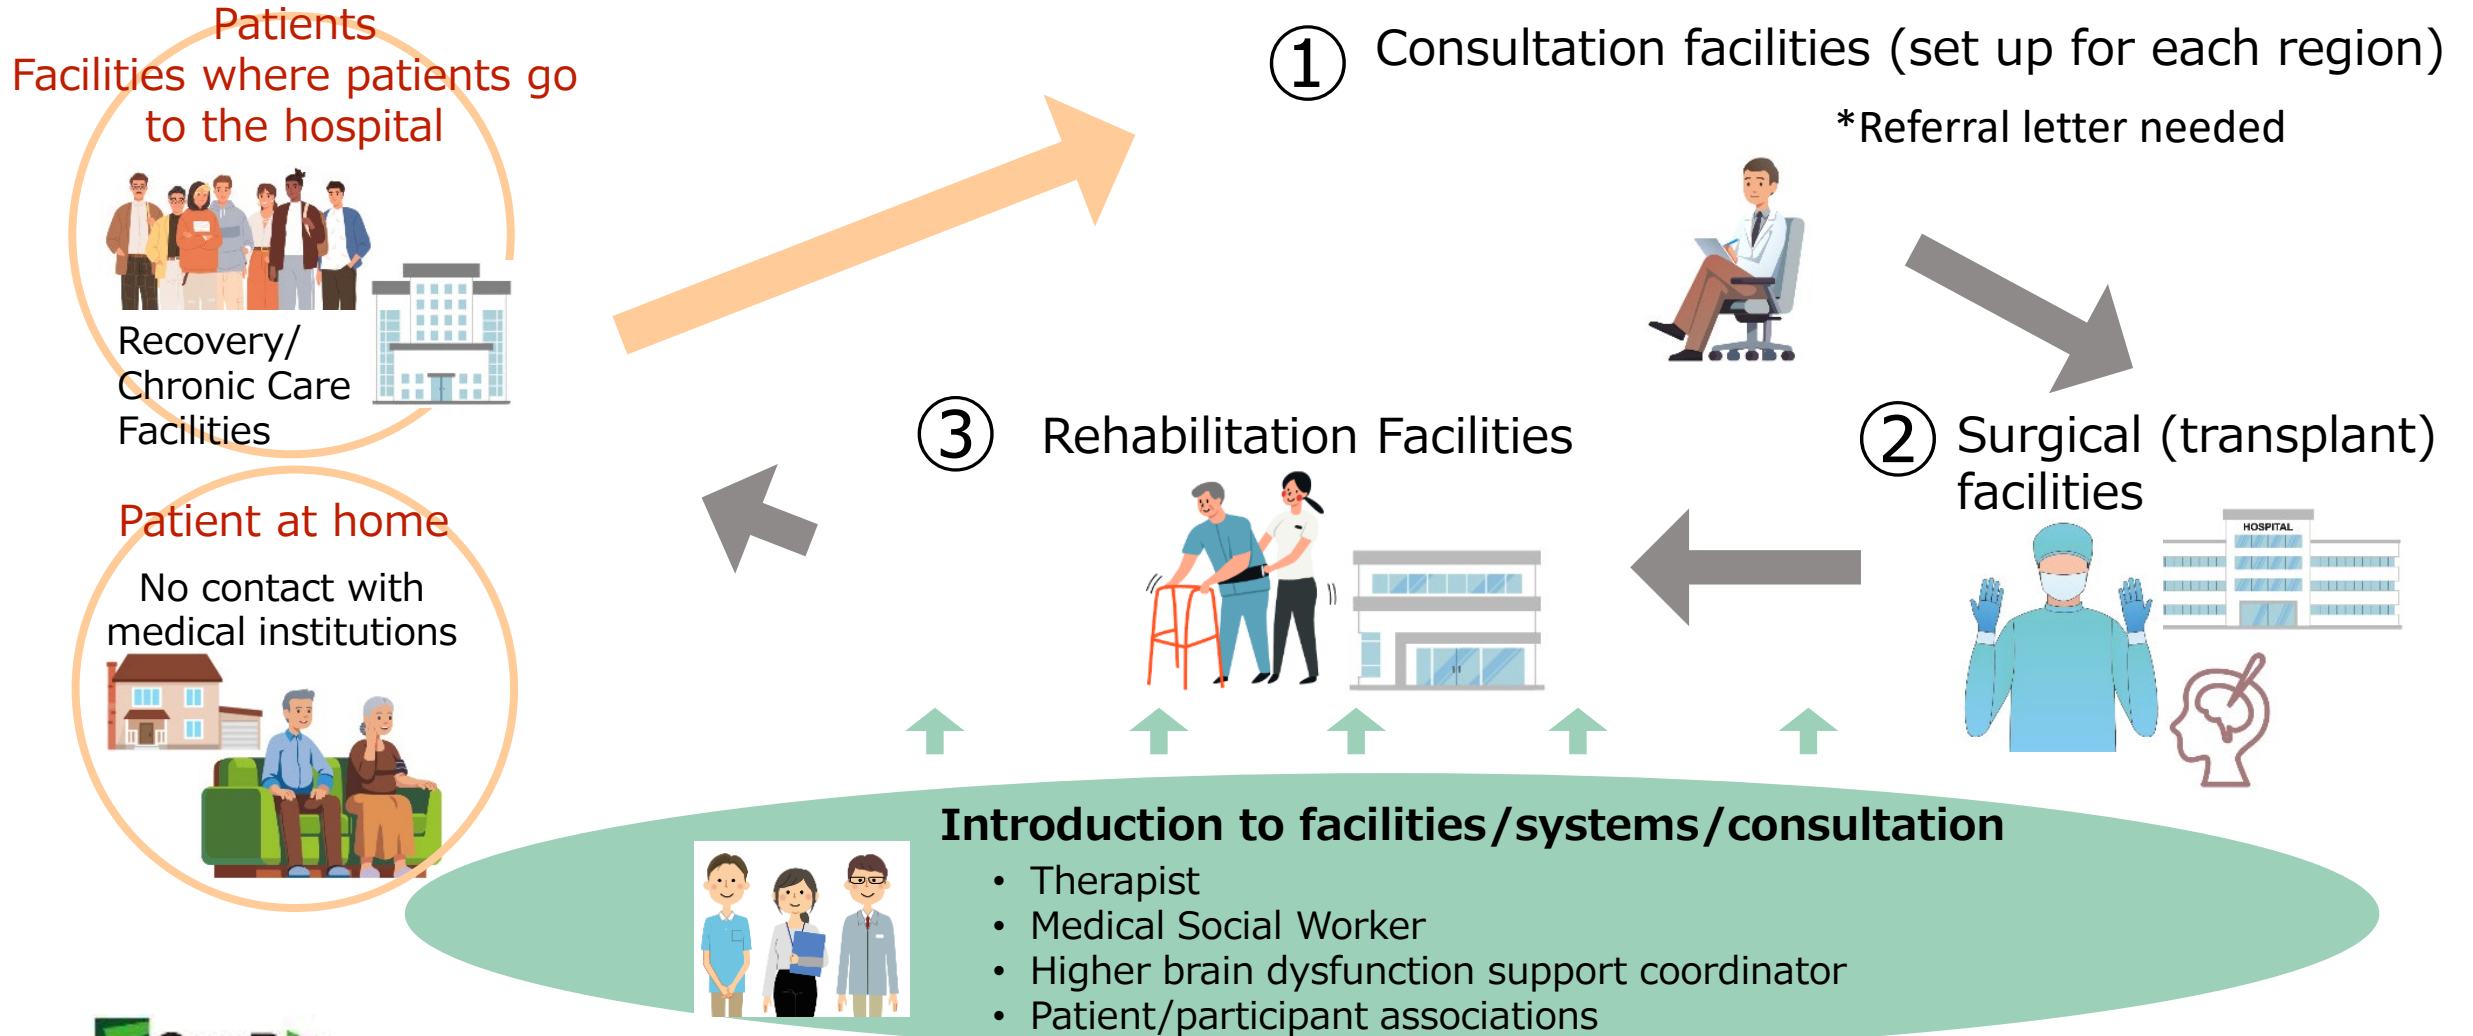 Patients
Facilities where patients go
to the hospital
Recovery/
Chronic Care
Facilities
Patient at home
No contact with
medical institutions
① Consultation facilities (set up for each region)
*Referral letter needed
② Surgical (transplant)
facilities
HOSPITAL
③ Rehabilitation Facilities
Introduction to facilities/systems/consultation
• Therapist
• Medical Social Worker
• Higher brain dysfunction support coordinator
• Patient/participant associations